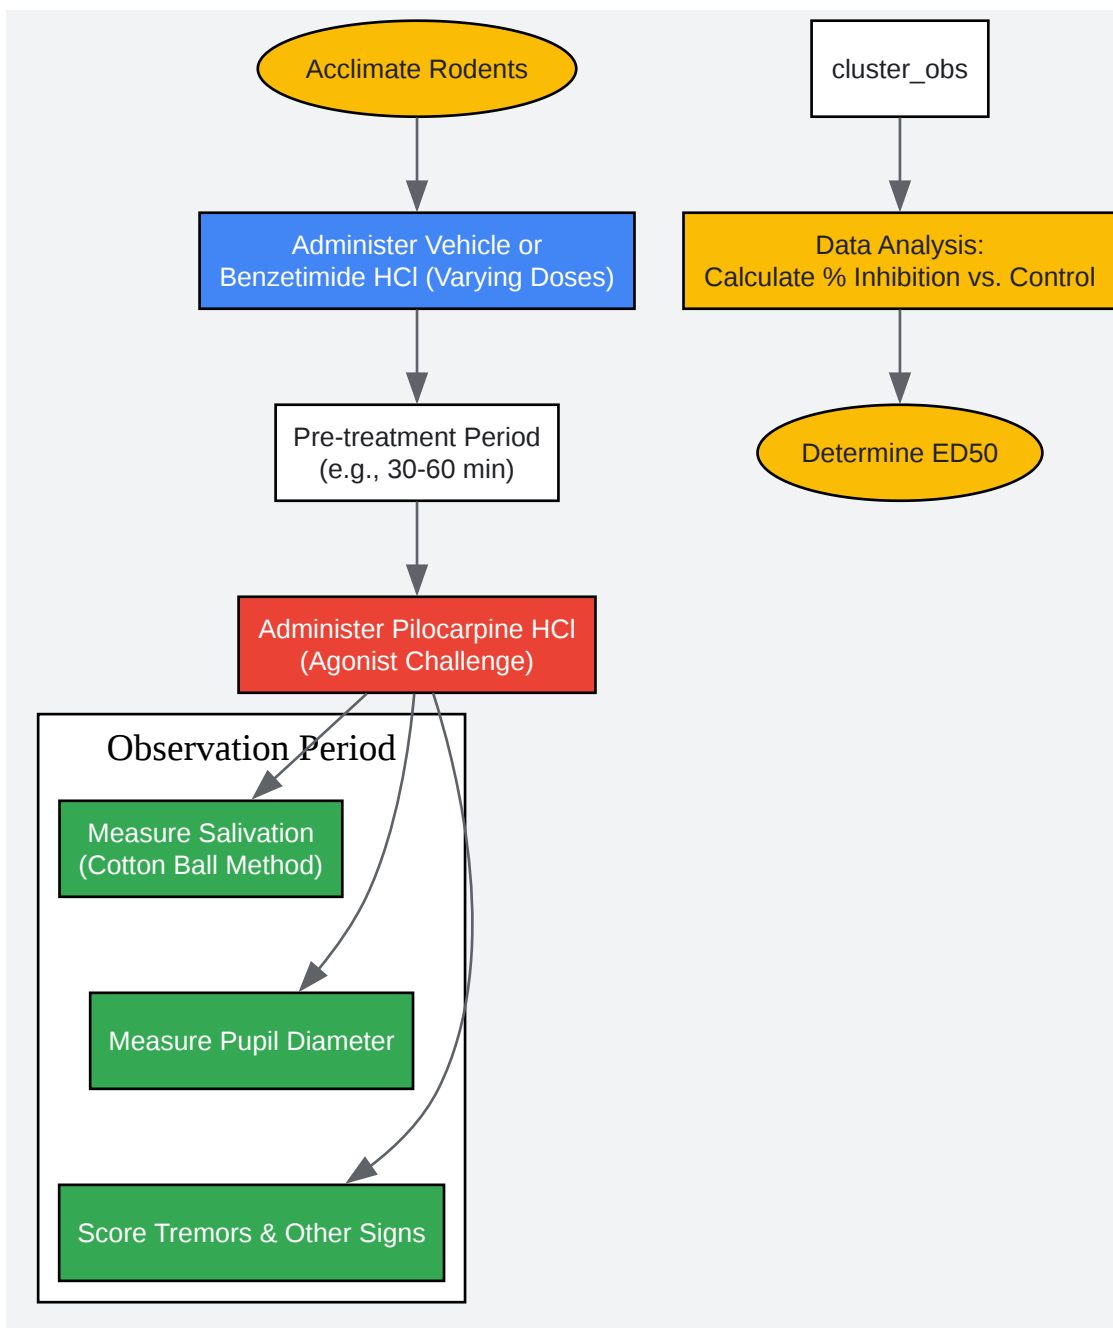 Acclimate Rodents
cluster_obs
Administer Vehicle or
Benzetimide HCl (Varying Doses)
Data Analysis:
Calculate % Inhibition vs. Control
Pre-treatment Period
(e.g., 30-60 min)
Determine ED50
Administer Pilocarpine HCl
(Agonist Challenge)
Observation Period
Measure Salivation
(Cotton Ball Method)
Measure Pupil Diameter
Score Tremors & Other Signs